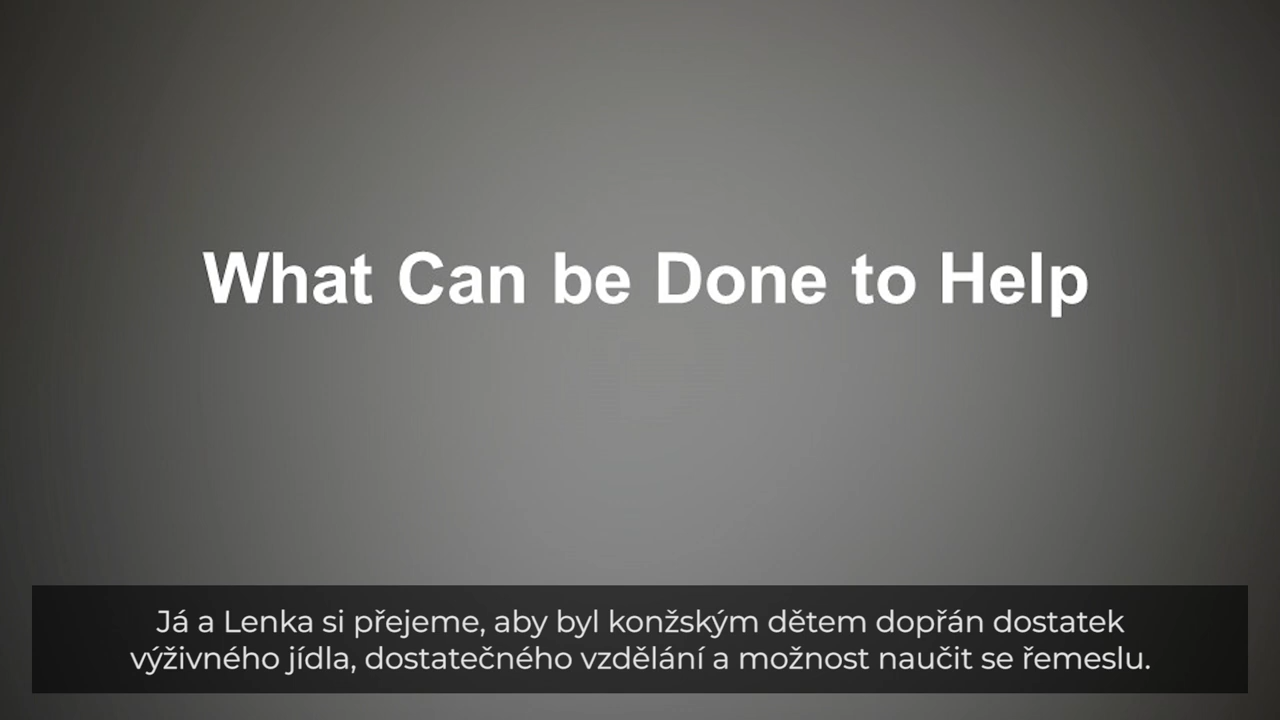 What Can be Done to Help
Já a Lenka si přejeme, aby byl konžským dětem dopřán dostatek
výživného jídla, dostatečného vzdělání a možnost naučit se řemeslu.